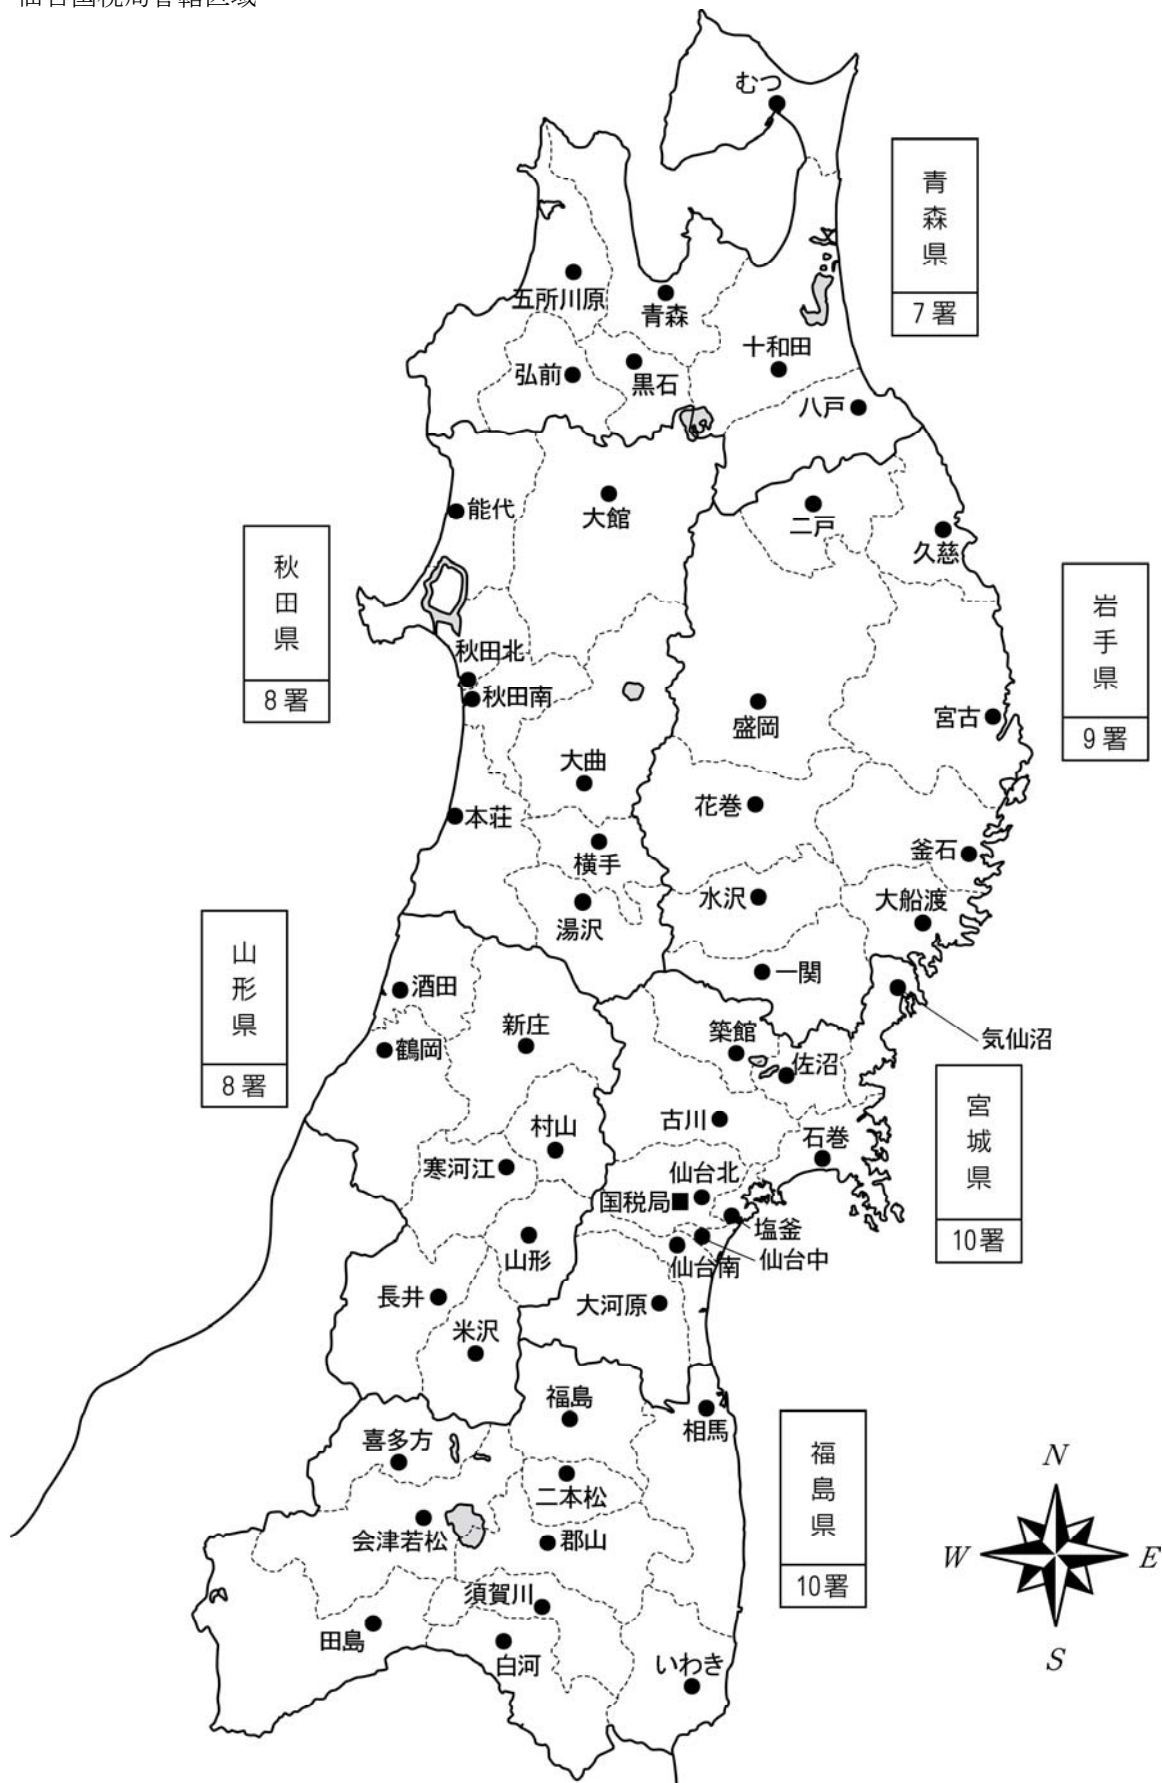 仙台国税局管轄区域
むつ
青森県
7署
五所川原
青森
十和田
弘前
黒石
八戸
能代
大館
二戸
久慈
秋田県
8署
岩手県
9署
秋田北
秋田南
盛岡
宮古
大曲
花巻
本荘
横手
釜石
水沢
大船渡
湯沢
山形県
8署
酒田
一関
新庄
築館
気仙沼
鶴岡
佐沼
宮城県
10署
村山
古川
石巻
寒河江
仙台北
国税局
塩釜
山形
仙台南
仙台中
長井
大河原
米沢
福島
相馬
喜多方
福島県
10署
二本松
会津若松
郡山
須賀川
田島
白河
いわき
N
W
E
S